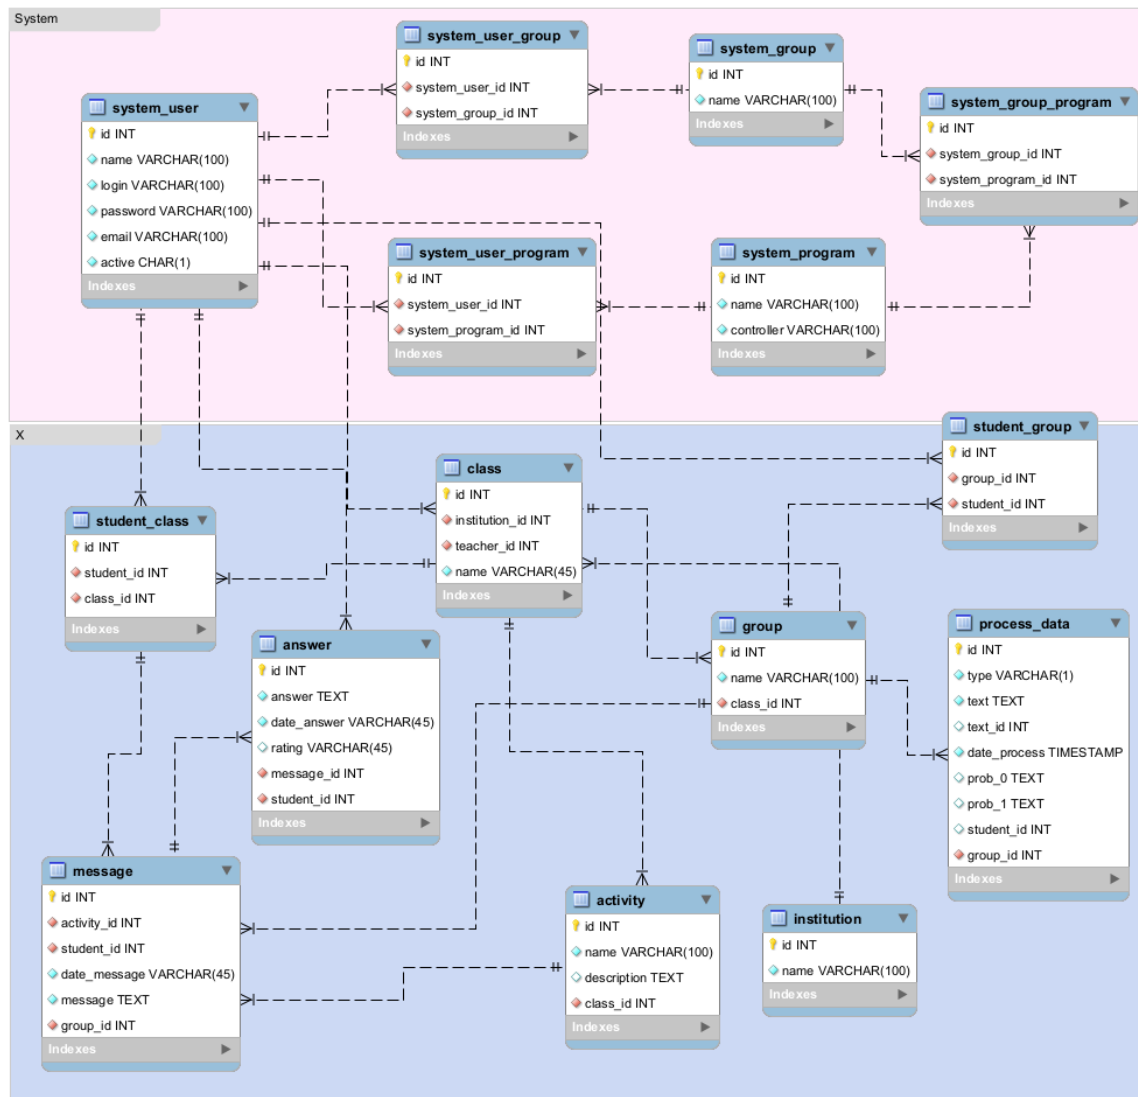 System
system_user_group
id INT
system_user_id INT
system_group_id INT
Indexes
system_group
id INT
name VARCHAR(100)
Indexes
system_group_program
id INT
system_group_id INT
system_program_id INT
Indexes
system_user
id INT
name VARCHAR(100)
login VARCHAR(100)
password VARCHAR(100)
email VARCHAR(100)
active CHAR(1)
Indexes
system_user_program
id INT
system_user_id INT
system_program_id INT
Indexes
system_program
id INT
name VARCHAR(100)
controller VARCHAR(100)
Indexes
X
student_group
id INT
group_id INT
student_id INT
Indexes
class
id INT
institution_id INT
teacher_id INT
name VARCHAR(45)
Indexes
student_class
id INT
student_id INT
class_id INT
Indexes
answer
id INT
answer TEXT
date_answer VARCHAR(45)
rating VARCHAR(45)
message_id INT
student_id INT
Indexes
group
id INT
name VARCHAR(100)
class_id INT
Indexes
process_data
id INT
type VARCHAR(1)
text TEXT
text_id INT
date_process TIMESTAMP
prob_0 TEXT
prob_1 TEXT
student_id INT
group_id INT
Indexes
message
id INT
activity_id INT
student_id INT
date_message VARCHAR(45)
message TEXT
group_id INT
Indexes
activity
id INT
name VARCHAR(100)
description TEXT
class_id INT
Indexes
institution
id INT
name VARCHAR(100)
Indexes